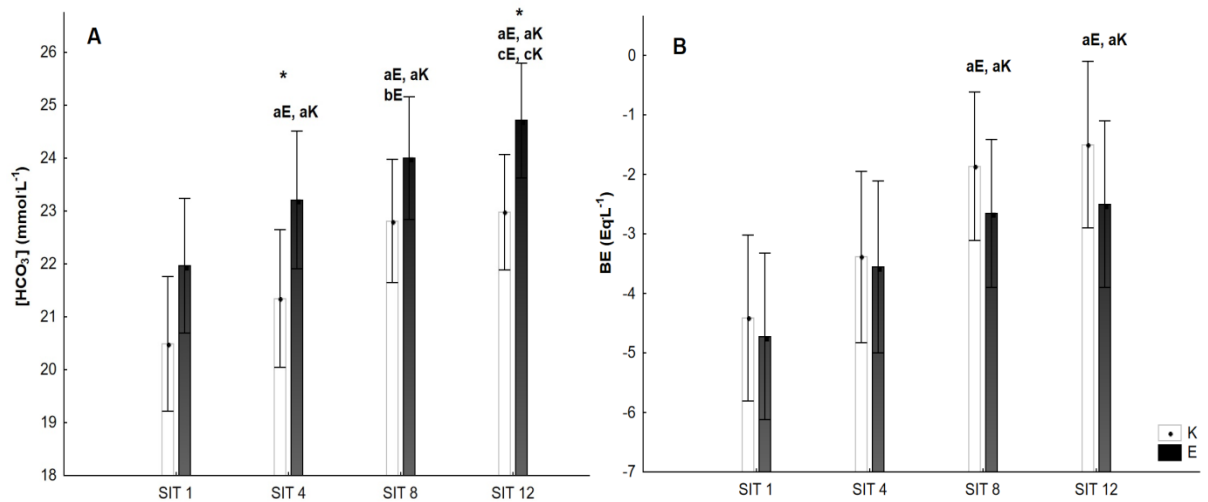 A
[HCO₃] (mmol·L⁻¹)
26
25
24
23
22
21
20
19
18
*
aE, aK
aE, aK
bE
*
aE, aK
cE, cK
SIT 1
SIT 4
SIT 8
SIT 12
B
BE (Eq·L⁻¹)
0
-1
-2
-3
-4
-5
-6
-7
aE, aK
aE, aK
SIT 1
SIT 4
SIT 8
SIT 12
K
E